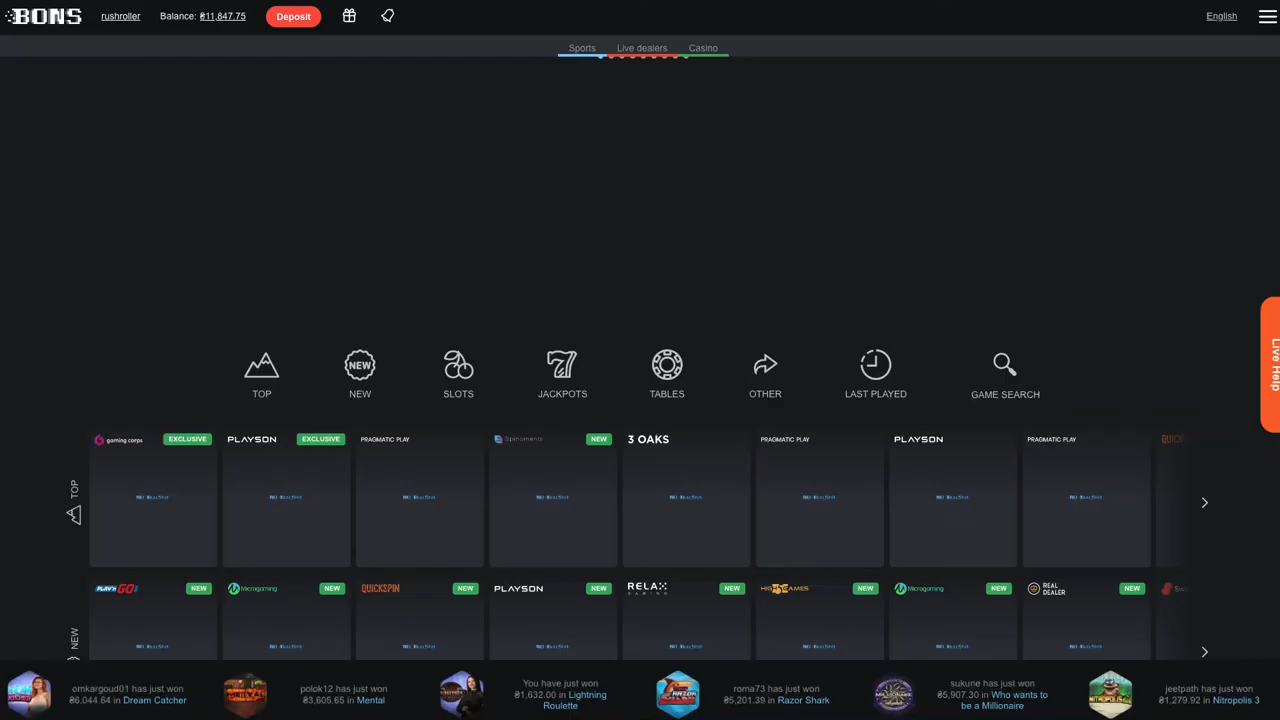 BONS
rushroller
Balance: ₴11,847.75
Deposit
English
Sports
Live dealers
Casino
TOP
NEW
NEW
SLOTS
JACKPOTS
TABLES
OTHER
LAST PLAYED
GAME SEARCH
Live Help
TOP
gaming corps
EXCLUSIVE
PLAYSON
EXCLUSIVE
PRAGMATIC PLAY
Spinomenal
NEW
3 OAKS
PRAGMATIC PLAY
PLAYSON
PRAGMATIC PLAY
NEW
PLAY'N GO
NEW
Microgaming
NEW
QUICKSPIN
NEW
PLAYSON
NEW
RELAX
GAMING
NEW
HIGH 5 GAMES
NEW
Microgaming
NEW
REAL
DEALER
NEW
omkargoud01 has just won
₴6,044.64 in Dream Catcher
polok12 has just won
₴3,605.65 in Mental
You have just won
₴1,632.00 in Lightning
Roulette
roma73 has just won
₴5,201.39 in Razor Shark
sukune has just won
₴5,907.30 in Who wants to
be a Millionaire
jeetpath has just won
₴1,279.92 in Nitropolis 3